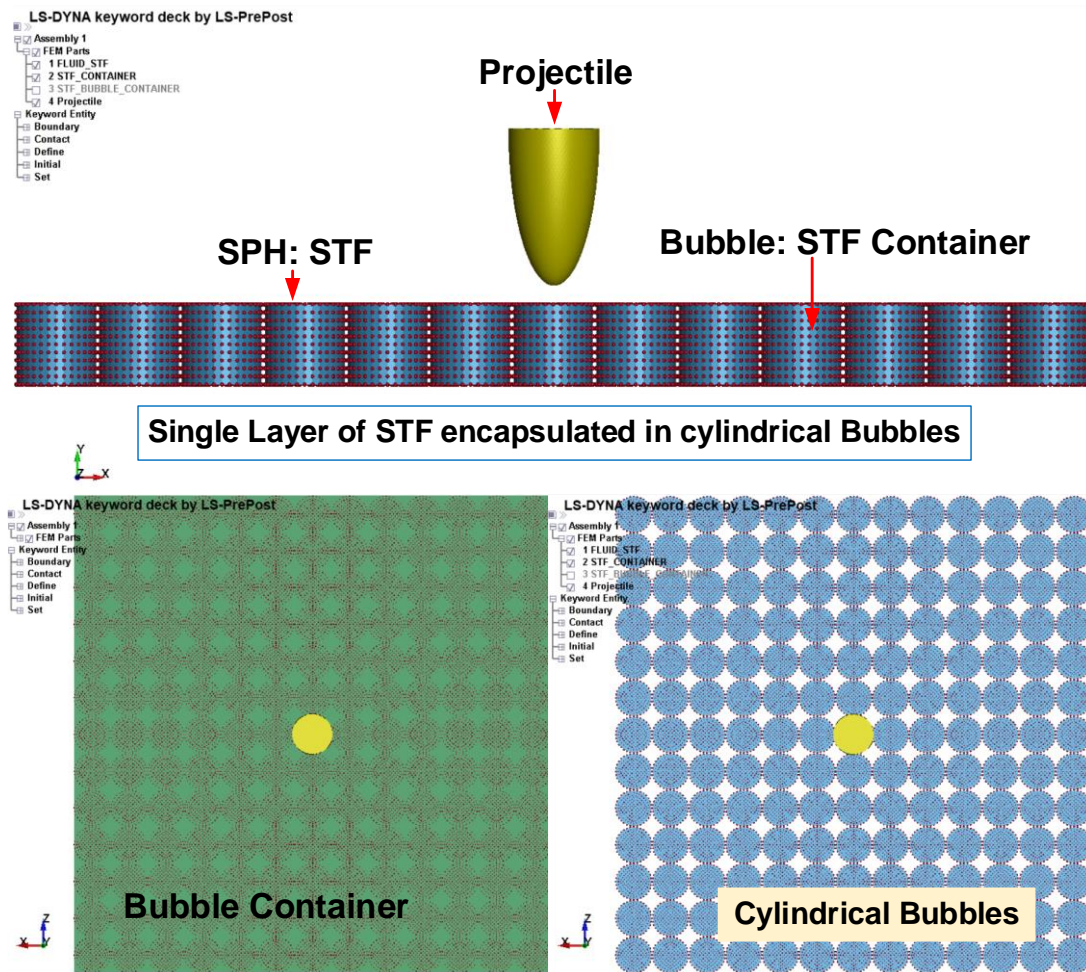 LS-DYNA keyword deck by LS-PrePost
Assembly 1
FEM Parts
1 FLUID_STF
2 STF_CONTAINER
3 STF_BUBBLE_CONTAINER
4 Projectile
Keyword Entity
Boundary
Contact
Define
Initial
Set
Projectile
SPH: STF
Bubble: STF Container
Single Layer of STF encapsulated in cylindrical Bubbles
Y
Z X
LS-DYNA keyword deck by LS-PrePost
Assembly 1
FEM Parts
Keyword Entity
Boundary
Contact
Define
Initial
Set
Bubble Container
Z
X Y
LS-DYNA keyword deck by LS-PrePost
Assembly 1
FEM Parts
1 FLUID_STF
2 STF_CONTAINER
3 STF_BUBBLE_CONTAINER
4 Projectile
Keyword Entity
Boundary
Contact
Define
Initial
Set
Cylindrical Bubbles
Z
X Y